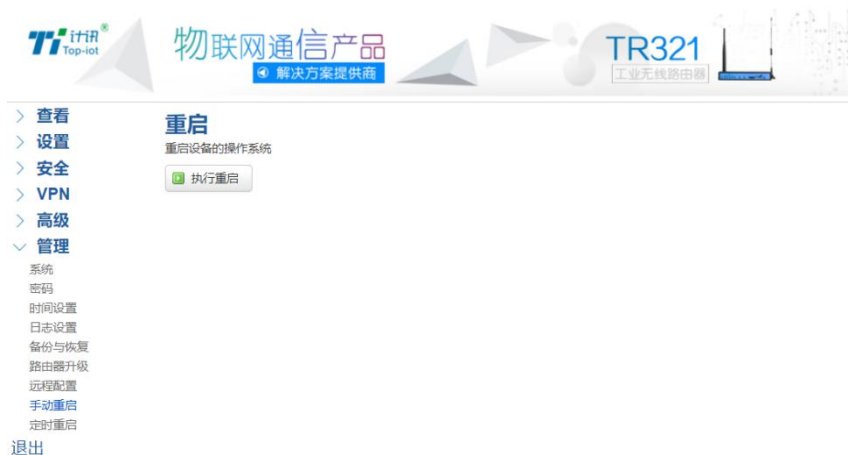 计讯®
Top-iot
物联网通信产品
解决方案提供商
TR321
工业无线路由器
查看
设置
安全
VPN
高级
管理
系统
密码
时间设置
日志设置
备份与恢复
路由器升级
远程配置
手动重启
定时重启
退出
重启
重启设备的操作系统
执行重启